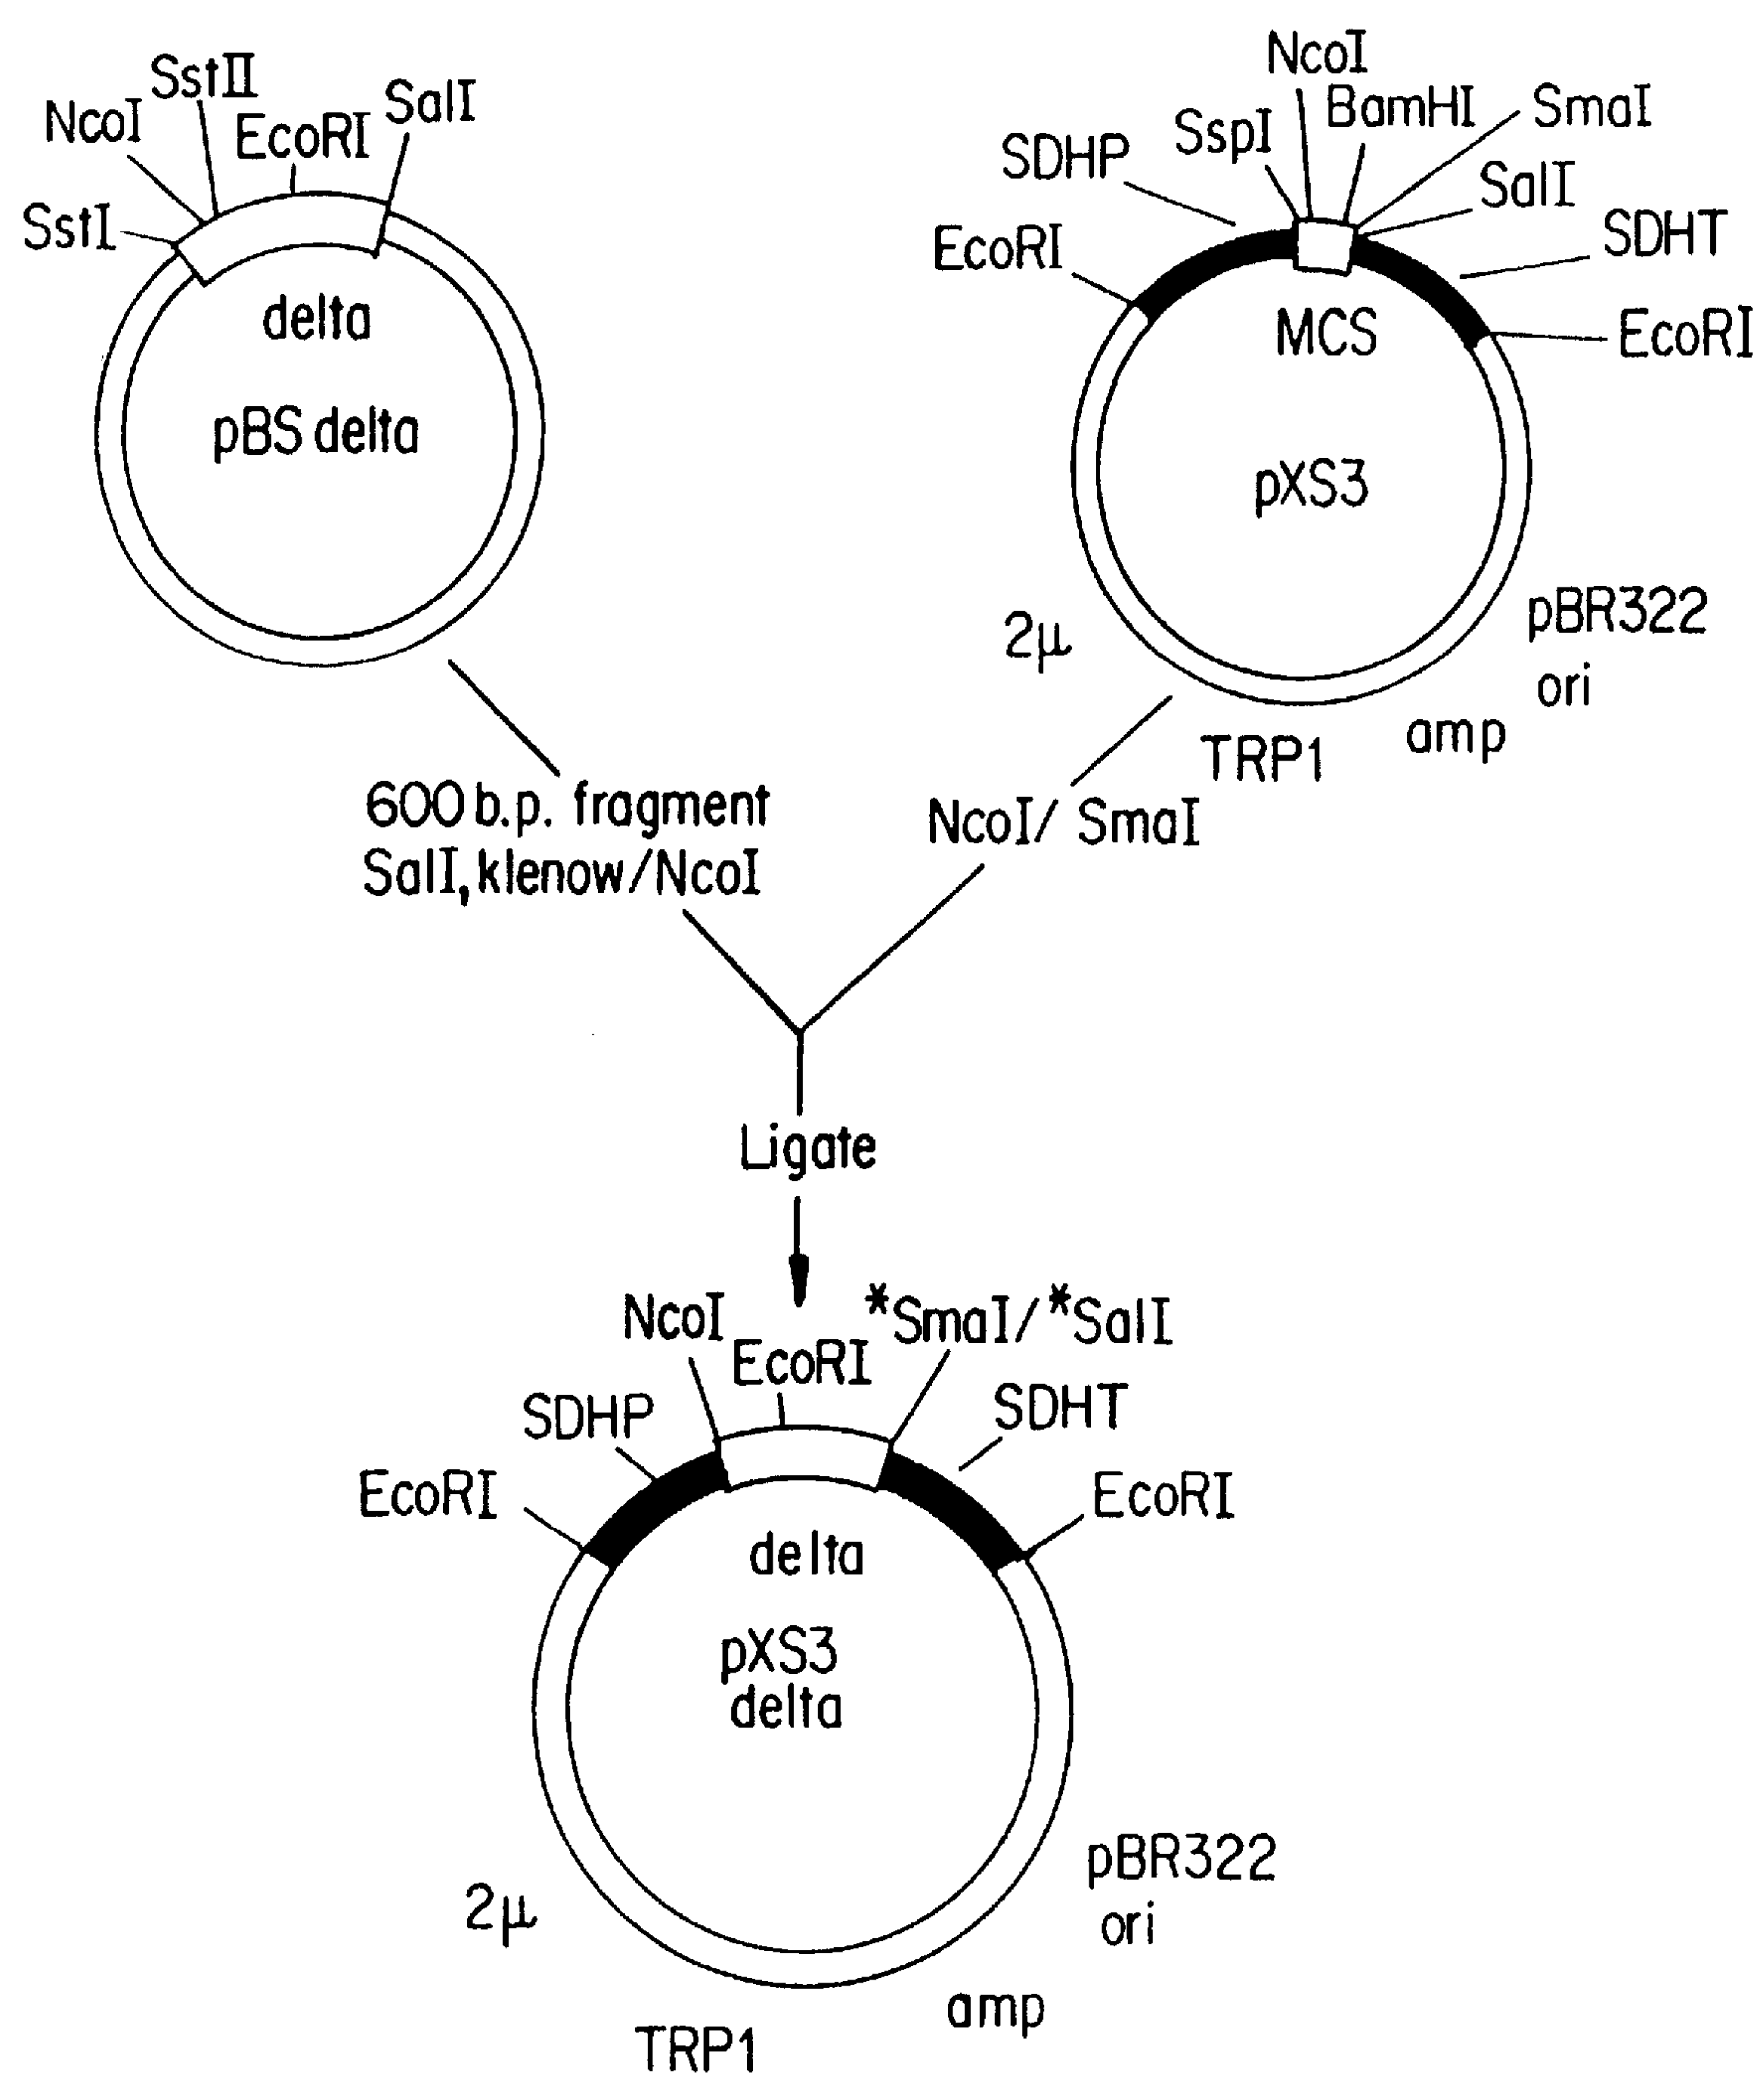 SstI
NcoI
SstII
EcoRI
SalI
delta
pBS delta
EcoRI
SDHP
SspI
NcoI
BamHI
SmaI
SalI
SDHT
EcoRI
MCS
pXS3
2μ
TRP1
amp
pBR322
ori
600 b.p. fragment
SalI, klenow/NcoI
NcoI/ SmaI
Ligate
EcoRI
SDHP
NcoI
EcoRI
*SmaI/*SalI
SDHT
EcoRI
delta
pXS3
delta
2μ
TRP1
amp
pBR322
ori